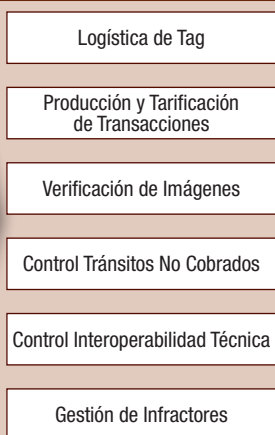 Logística de Tag
Producción y Tarificación
de Transacciones
Verificación de Imágenes
Control Tránsitos No Cobrados
Control Interoperabilidad Técnica
Gestión de Infractores